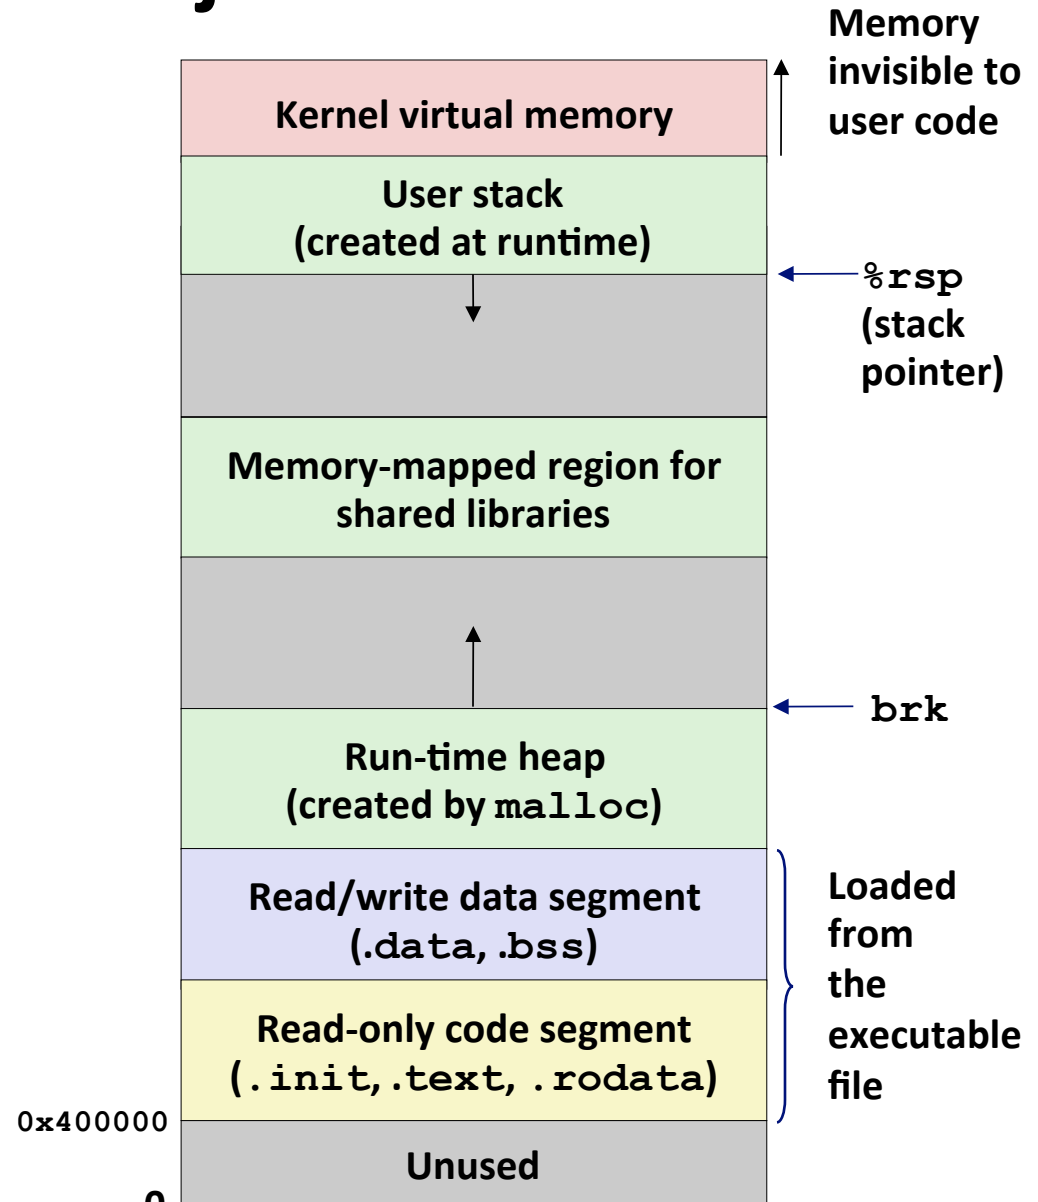 Memory
invisible to
user code
Kernel virtual memory
User stack
(created at runtime)
%rsp
(stack
pointer)
Memory-mapped region for
shared libraries
brk
Run-time heap
(created by malloc)
Read/write data segment
(.data, .bss)
Loaded
from
the
executable
file
Read-only code segment
(.init, .text, .rodata)
0x400000
Unused
0